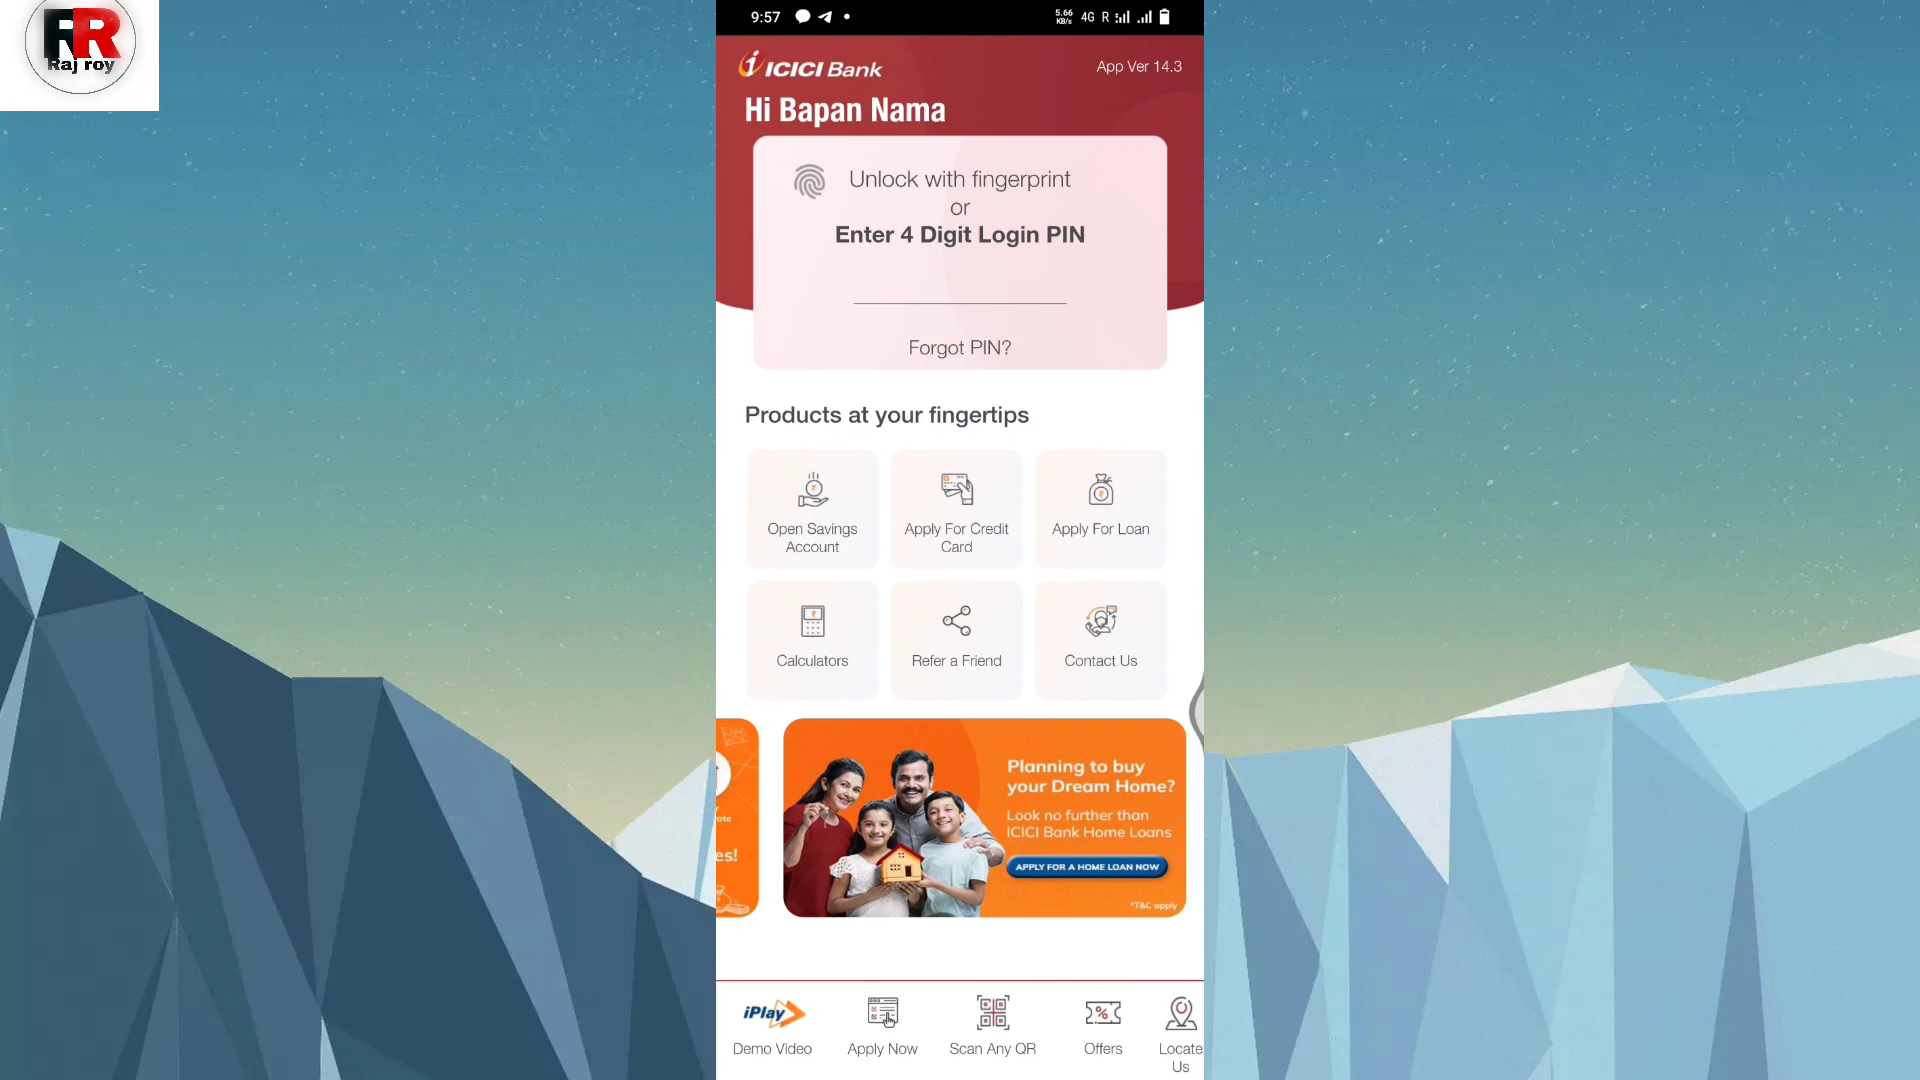 RR
Raj roy
9:57
5.66
KB/s
4G R
ICICI Bank
App Ver 14.3
Hi Bapan Nama
Unlock with fingerprint
or
Enter 4 Digit Login PIN
Forgot PIN?
Products at your fingertips
Open Savings
Account
Apply For Credit
Card
Apply For Loan
Calculators
Refer a Friend
Contact Us
es!
Planning to buy
your Dream Home?
Look no further than
ICICI Bank Home Loans
APPLY FOR A HOME LOAN NOW
*T&C apply
iPlay
Demo Video
Apply Now
Scan Any QR
Offers
Locate
Us